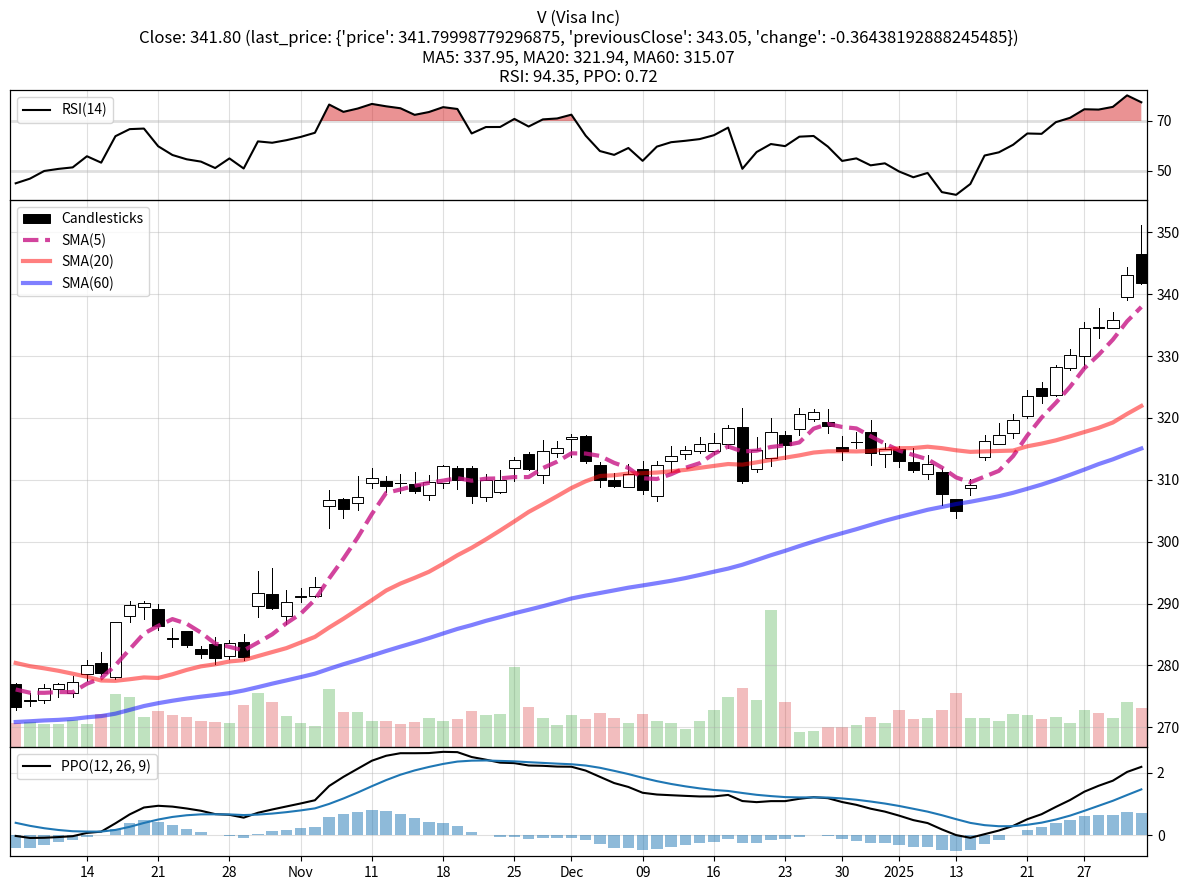 V (Visa Inc)
Close: 341.80 (last_price: {'price': 341.79998779296875, 'previousClose': 343.05, 'change': -0.36438192888245485})
MA5: 337.95, MA20: 321.94, MA60: 315.07
RSI: 94.35, PPO: 0.72
RSI(14)
70
50
Candlesticks
SMA(5)
SMA(20)
SMA(60)
350
340
330
320
310
300
290
280
270
PPO(12, 26, 9)
2
0
14 21 28 Nov 11 18 25 Dec 09 16 23 30 2025 13 21 27